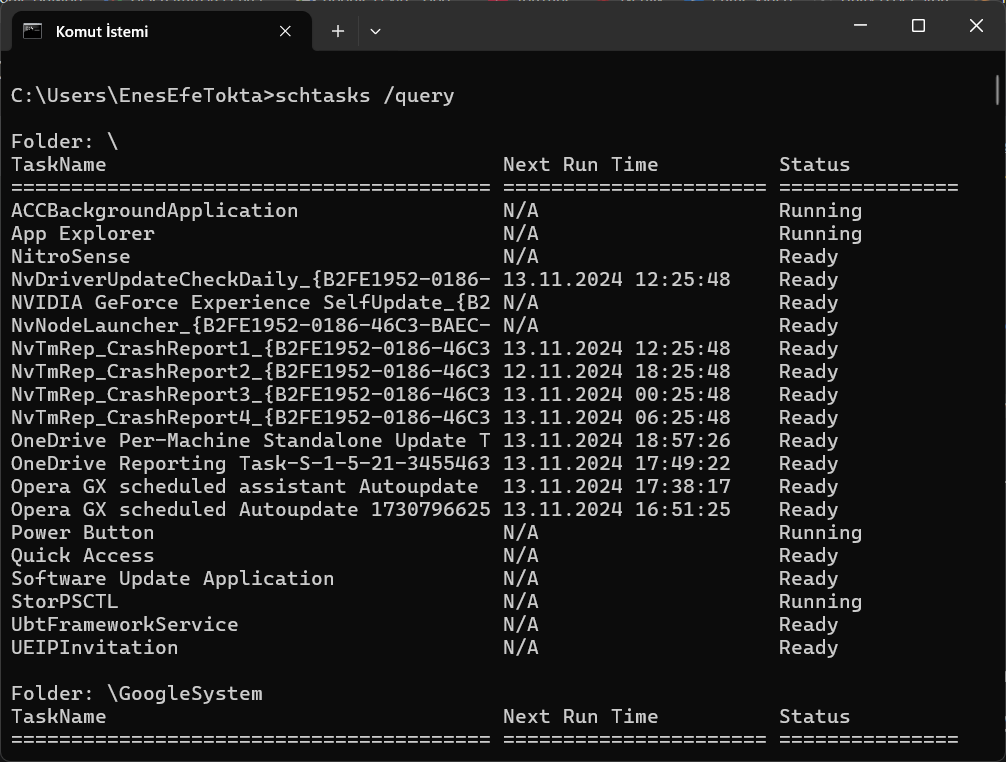 Komut İstemi
C:\Users\EnesEfeTokta>schtasks /query
Folder: \
TaskName Next Run Time Status
======================================== ====================== ===============
ACCBackgroundApplication N/A Running
App Explorer N/A Running
NitroSense N/A Ready
NvDriverUpdateCheckDaily_{B2FE1952-0186- 13.11.2024 12:25:48 Ready
NVIDIA GeForce Experience SelfUpdate_{B2 N/A Ready
NvNodeLauncher_{B2FE1952-0186-46C3-BAEC- N/A Ready
NvTmRep_CrashReport1_{B2FE1952-0186-46C3 13.11.2024 12:25:48 Ready
NvTmRep_CrashReport2_{B2FE1952-0186-46C3 12.11.2024 18:25:48 Ready
NvTmRep_CrashReport3_{B2FE1952-0186-46C3 13.11.2024 00:25:48 Ready
NvTmRep_CrashReport4_{B2FE1952-0186-46C3 13.11.2024 06:25:48 Ready
OneDrive Per-Machine Standalone Update T 13.11.2024 18:57:26 Ready
OneDrive Reporting Task-S-1-5-21-3455463 13.11.2024 17:49:22 Ready
Opera GX scheduled assistant Autoupdate 13.11.2024 17:38:17 Ready
Opera GX scheduled Autoupdate 1730796625 13.11.2024 16:51:25 Ready
Power Button N/A Running
Quick Access N/A Ready
Software Update Application N/A Ready
StorPSCTL N/A Running
UbtFrameworkService N/A Ready
UEIPInvitation N/A Ready
Folder: \GoogleSystem
TaskName Next Run Time Status
======================================== ====================== ===============